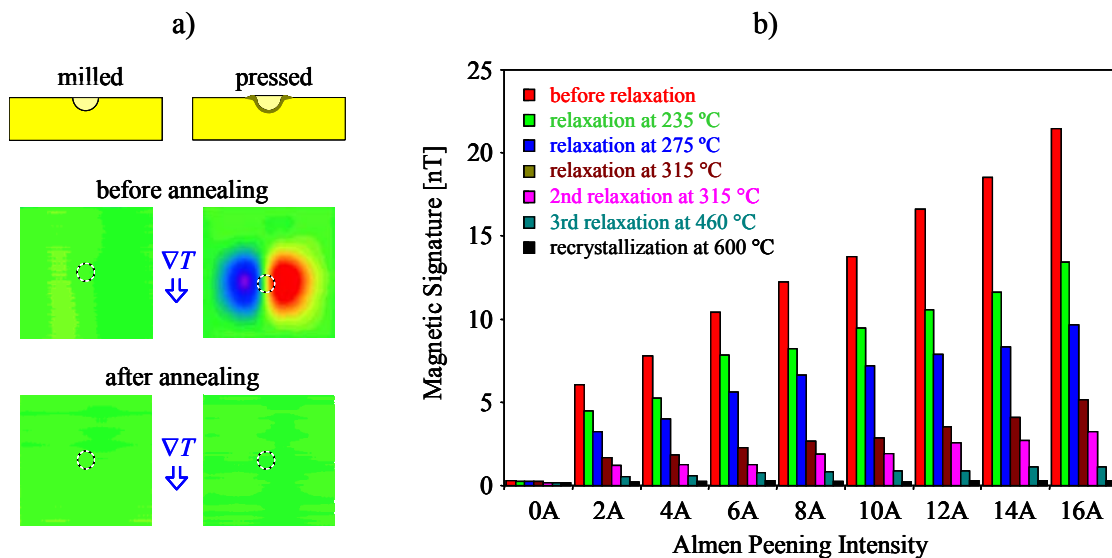 a)
milled pressed
before annealing
∇T
after annealing
∇T
b)
Magnetic Signature [nT]
25
20
15
10
5
0
before relaxation
relaxation at 235 ºC
relaxation at 275 ºC
relaxation at 315 °C
2nd relaxation at 315 °C
3rd relaxation at 460 °C
recrystallization at 600 °C
0A 2A 4A 6A 8A 10A 12A 14A 16A
Almen Peening Intensity